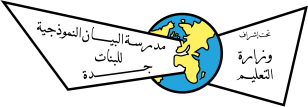 تحت إشراف
وزارة
التعليم
مدرسة البيان النموذجية
للبنات
جدة